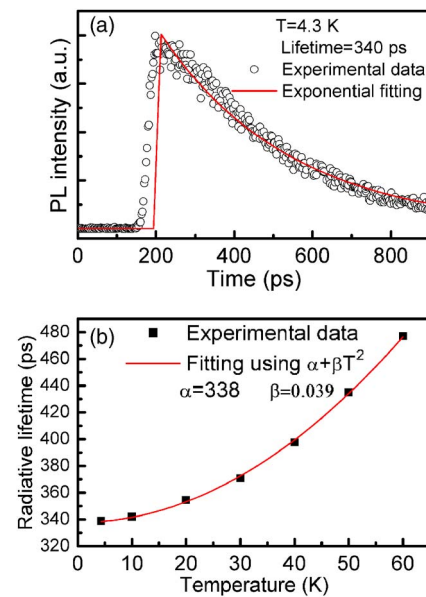 (a)
T=4.3 K
Lifetime=340 ps
Experimental data
Exponential fitting
PL intensity (a.u.)
0 200 400 600 800
Time (ps)
(b)
Experimental data
Fitting using α+βT²
α=338 β=0.039
Radiative lifetime (ps)
480
460
440
420
400
380
360
340
320
0 10 20 30 40 50 60
Temperature (K)